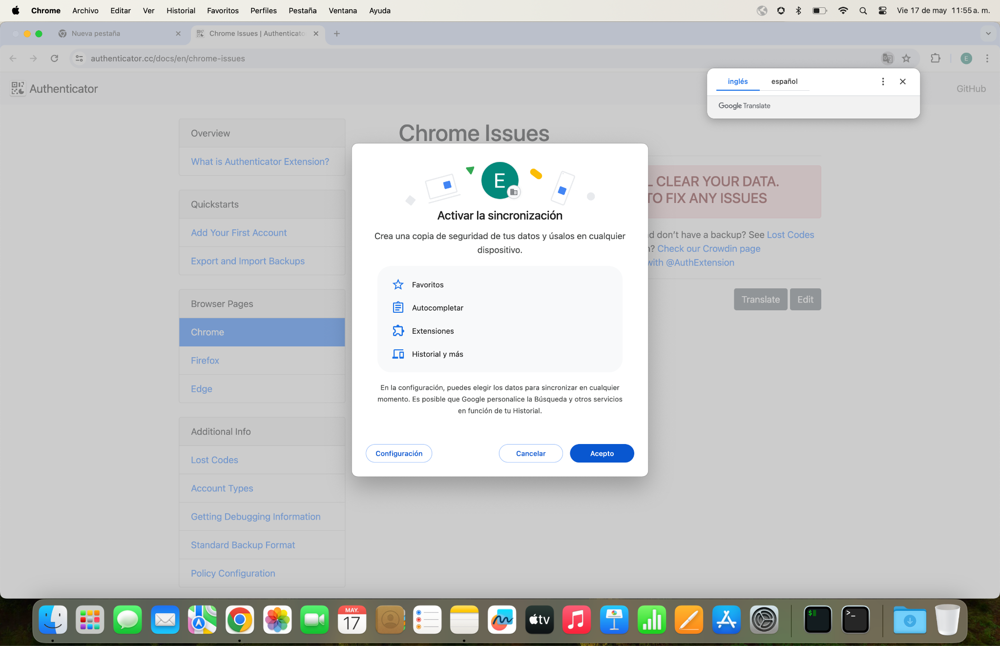 Chrome Archivo Editar Ver Historial Favoritos Perfiles Pestaña Ventana Ayuda Vie 17 de may 11:55 a. m.
Nueva pestaña Chrome Issues | Authenticato
authenticator.cc/docs/en/chrome-issues E
Authenticator GitHub
inglés español
Google Translate
Overview
What is Authenticator Extension?
Quickstarts
Add Your First Account
Export and Import Backups
Browser Pages
Chrome
Firefox
Edge
Additional Info
Lost Codes
Account Types
Getting Debugging Information
Standard Backup Format
Policy Configuration
Chrome Issues
L CLEAR YOUR DATA.
TO FIX ANY ISSUES
d don’t have a backup? See Lost Codes
? Check our Crowdin page
with @AuthExtension
Translate Edit
E
Activar la sincronización
Crea una copia de seguridad de tus datos y úsalos en cualquier
dispositivo.
Favoritos
Autocompletar
Extensiones
Historial y más
En la configuración, puedes elegir los datos para sincronizar en cualquier
momento. Es posible que Google personalice la Búsqueda y otros servicios
en función de tu Historial.
Configuración Cancelar Acepto
MAY.
17
tv
$
>_